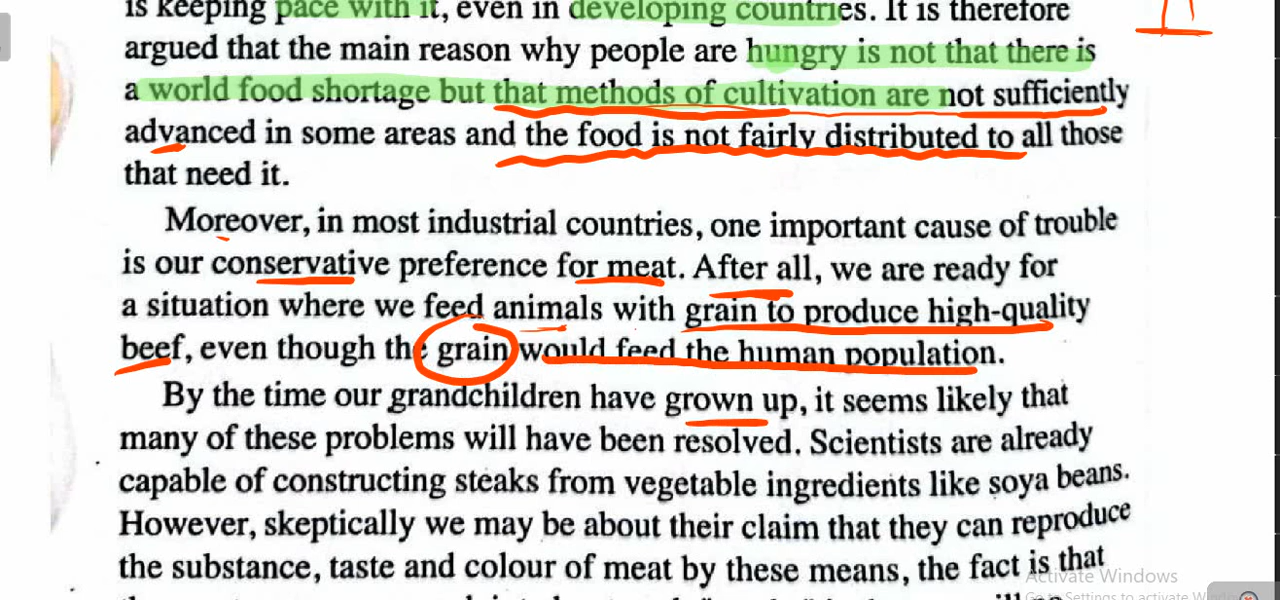 is keeping pace with it, even in developing countries. It is therefore
argued that the main reason why people are hungry is not that there is
a world food shortage but that methods of cultivation are not sufficiently
advanced in some areas and the food is not fairly distributed to all those
that need it.
Moreover, in most industrial countries, one important cause of trouble
is our conservative preference for meat. After all, we are ready for
a situation where we feed animals with grain to produce high-quality
beef, even though the grain would feed the human population.
By the time our grandchildren have grown up, it seems likely that
many of these problems will have been resolved. Scientists are already
capable of constructing steaks from vegetable ingredients like soya beans.
However, skeptically we may be about their claim that they can reproduce
the substance, taste and colour of meat by these means, the fact is that
Activate Windows
Go to Settings to activate